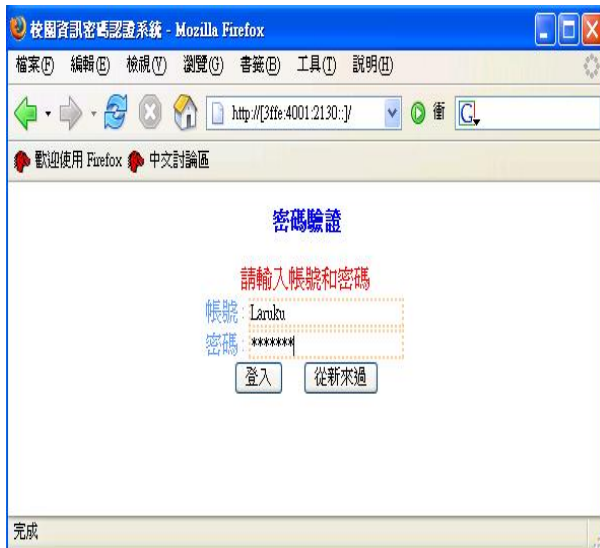 校園資訊密碼認證系統 - Mozilla Firefox
檔案(F) 編輯(E) 檢視(V) 瀏覽(G) 書籤(B) 工具(T) 說明(H)
http://[3ffe:4001:2130::]/ 衝 G
歡迎使用 Firefox 中文討論區
密碼驗證
請輸入帳號和密碼
帳號: Laruku
密碼: *******
登入 從新來過
完成